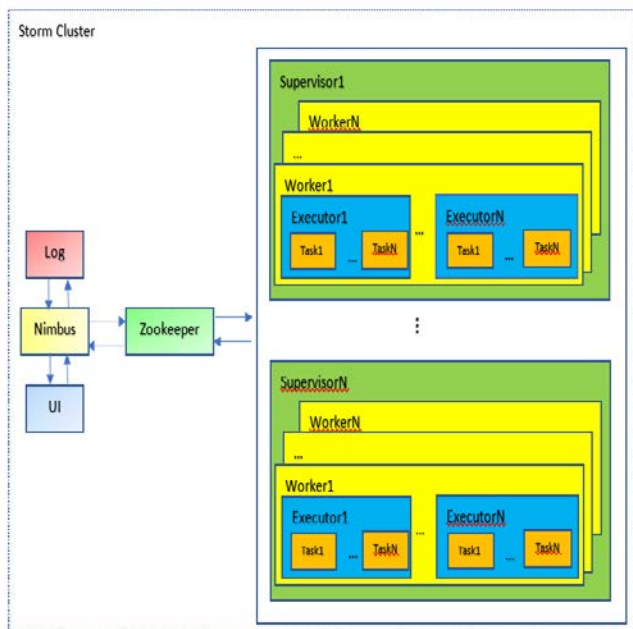 Storm Cluster
Supervisor1
WorkerN
...
Worker1
Executor1
ExecutorN
...
Task1
...
TaskN
Task1
...
TaskN
Log
Nimbus
Zookeeper
UI
...
SupervisorN
WorkerN
...
Worker1
Executor1
ExecutorN
...
Task1
...
TaskN
Task1
...
TaskN